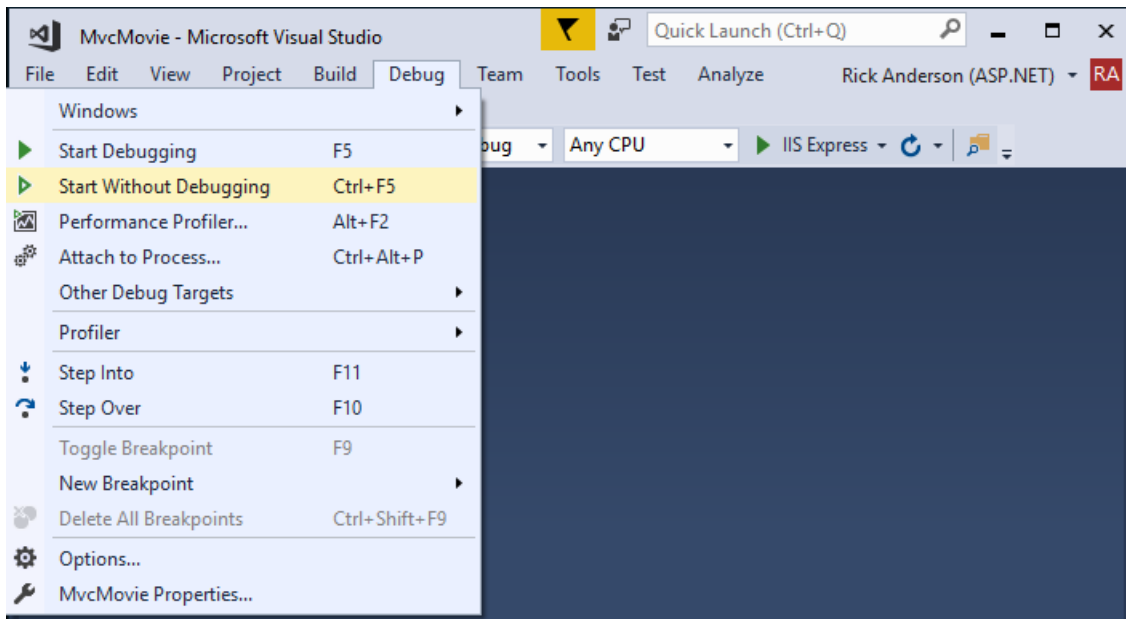 MvcMovie - Microsoft Visual Studio
Quick Launch (Ctrl+Q)
File Edit View Project Build Debug Team Tools Test Analyze Rick Anderson (ASP.NET) RA
Windows
bug Any CPU IIS Express
Start Debugging F5
Start Without Debugging Ctrl+F5
Performance Profiler... Alt+F2
Attach to Process... Ctrl+Alt+P
Other Debug Targets
Profiler
Step Into F11
Step Over F10
Toggle Breakpoint F9
New Breakpoint
Delete All Breakpoints Ctrl+Shift+F9
Options...
MvcMovie Properties...